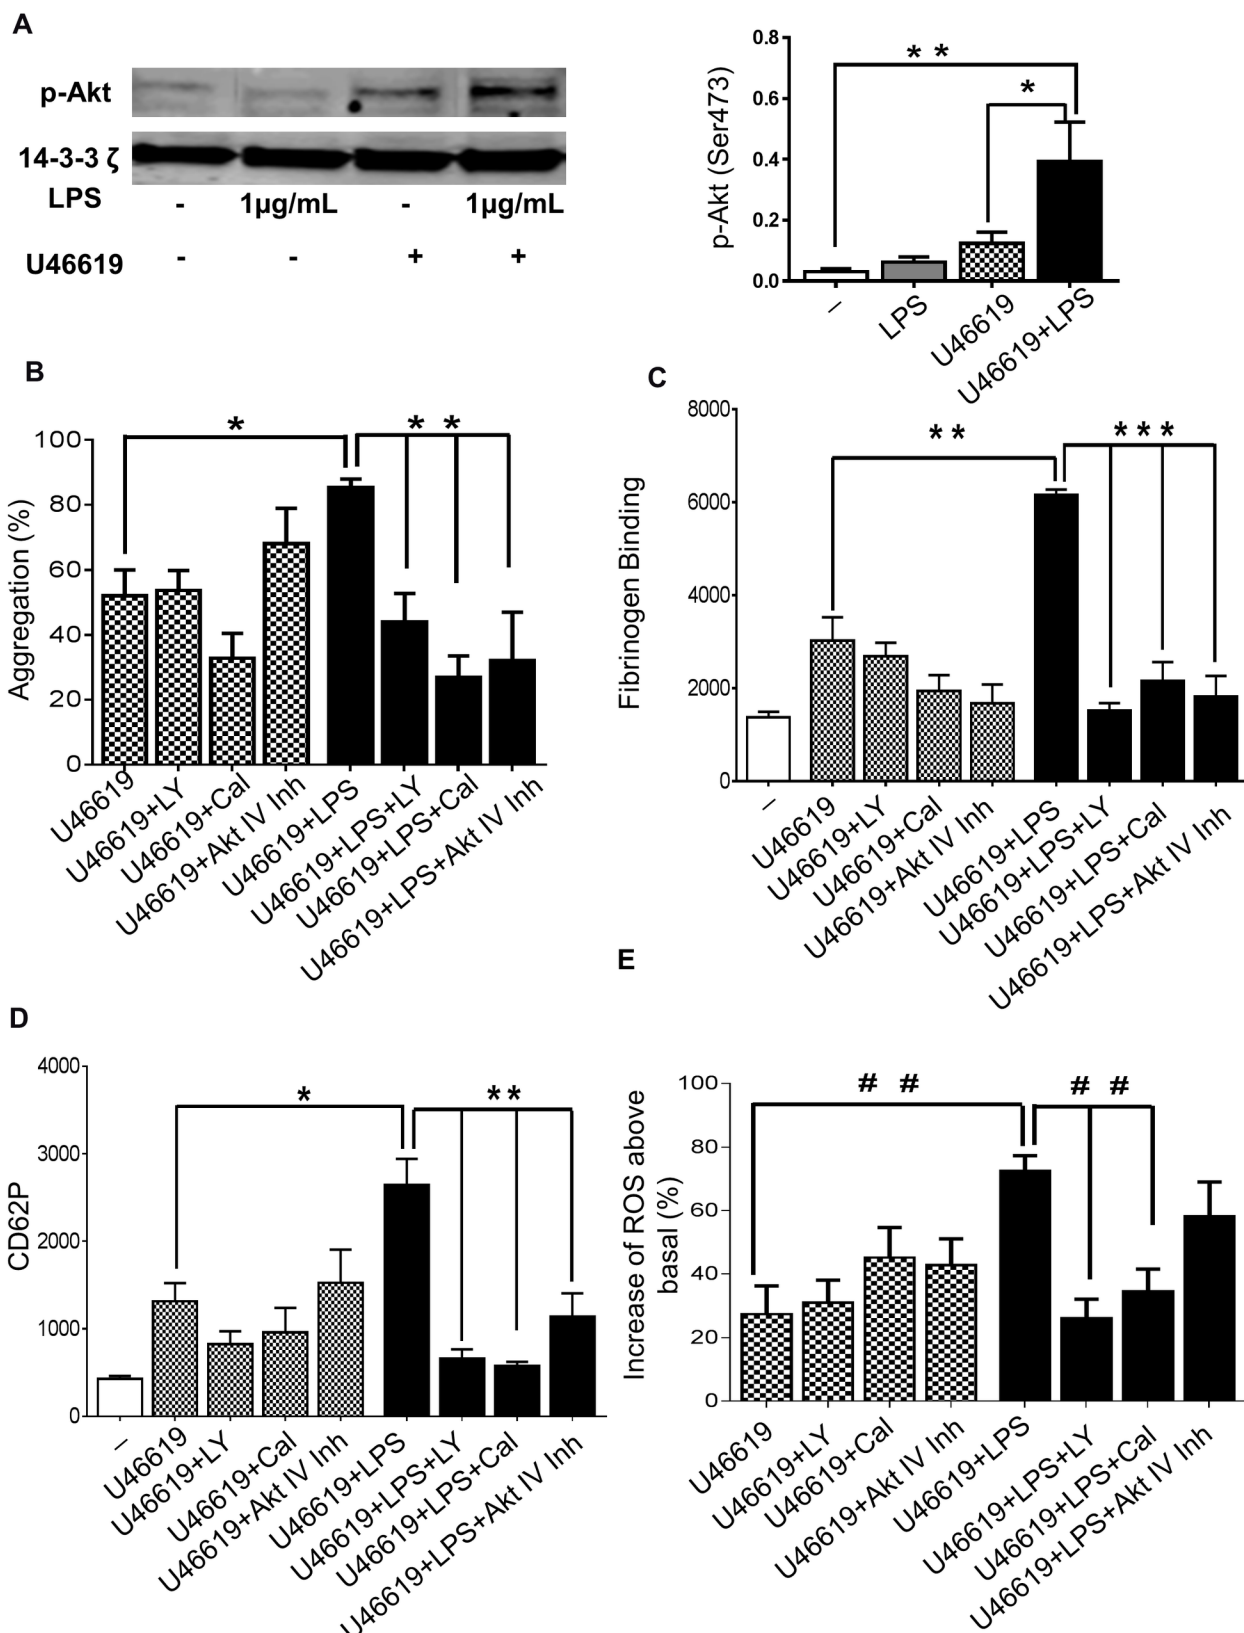 A
p-Akt
14-3-3 ζ
LPS - 1µg/mL - 1µg/mL
U46619 - - + +
p-Akt (Ser473)
0.8
0.6
0.4
0.2
0.0
* *
*
–
LPS
U46619
U46619+LPS
B
Aggregation (%)
100
80
60
40
20
0
*
* *
U46619
U46619+LY
U46619+Cal
U46619+Akt IV Inh
U46619+LPS
U46619+LPS+LY
U46619+LPS+Cal
U46619+LPS+Akt IV Inh
C
Fibrinogen Binding
8000
6000
4000
2000
0
* *
* * *
–
U46619
U46619+LY
U46619+Cal
U46619+Akt IV Inh
U46619+LPS
U46619+LPS+LY
U46619+LPS+Cal
U46619+LPS+Akt IV Inh
D
CD62P
4000
3000
2000
1000
0
*
* *
–
U46619
U46619+LY
U46619+Cal
U46619+Akt IV Inh
U46619+LPS
U46619+LPS+LY
U46619+LPS+Cal
U46619+LPS+Akt IV Inh
E
Increase of ROS above
basal (%)
100
80
60
40
20
0
# #
# #
U46619
U46619+LY
U46619+Cal
U46619+Akt IV Inh
U46619+LPS
U46619+LPS+LY
U46619+LPS+Cal
U46619+LPS+Akt IV Inh